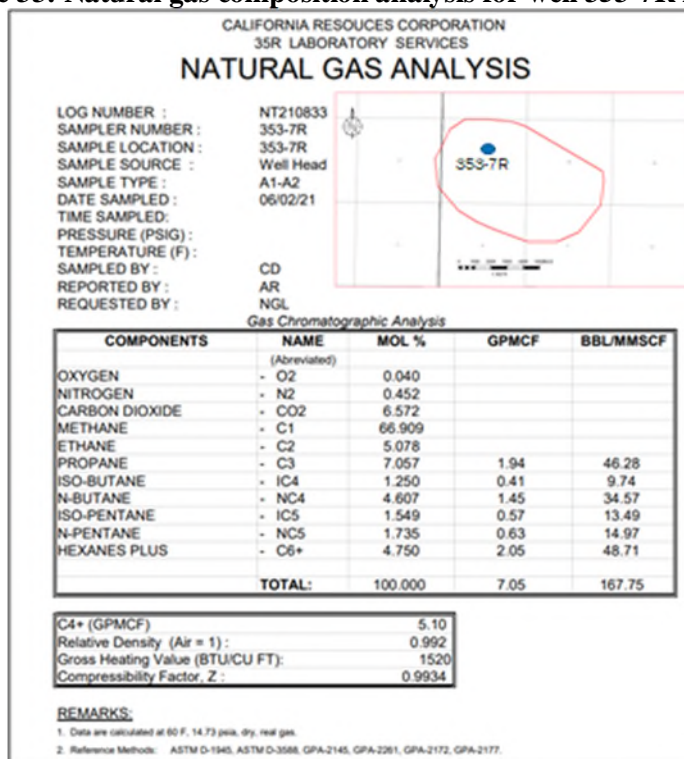 CALIFORNIA RESOUCES CORPORATION
35R LABORATORY SERVICES
NATURAL GAS ANALYSIS
LOG NUMBER : NT210833
SAMPLER NUMBER : 353-7R
SAMPLE LOCATION : 353-7R
SAMPLE SOURCE : Well Head
SAMPLE TYPE : A1-A2
DATE SAMPLED : 06/02/21
TIME SAMPLED:
PRESSURE (PSIG) :
TEMPERATURE (F) :
SAMPLED BY : CD
REPORTED BY : AR
REQUESTED BY : NGL
353-7R
Gas Chromatographic Analysis
COMPONENTS NAME MOL % GPMCF BBL/MMSCF
(Abreviated)
OXYGEN - O2 0.040
NITROGEN - N2 0.452
CARBON DIOXIDE - CO2 6.572
METHANE - C1 66.909
ETHANE - C2 5.078
PROPANE - C3 7.057 1.94 46.28
ISO-BUTANE - IC4 1.250 0.41 9.74
N-BUTANE - NC4 4.607 1.45 34.57
ISO-PENTANE - IC5 1.549 0.57 13.49
N-PENTANE - NC5 1.735 0.63 14.97
HEXANES PLUS - C6+ 4.750 2.05 48.71
TOTAL: 100.000 7.05 167.75
C4+ (GPMCF) 5.10
Relative Density (Air = 1) : 0.992
Gross Heating Value (BTU/CU FT): 1520
Compressibility Factor, Z : 0.9934
REMARKS:
1. Data are calculated at 60 F, 14.73 psia, dry, real gas.
2. Reference Methods: ASTM D-1945, ASTM D-3588, GPA-2145, GPA-2261, GPA-2172, GPA-2177.